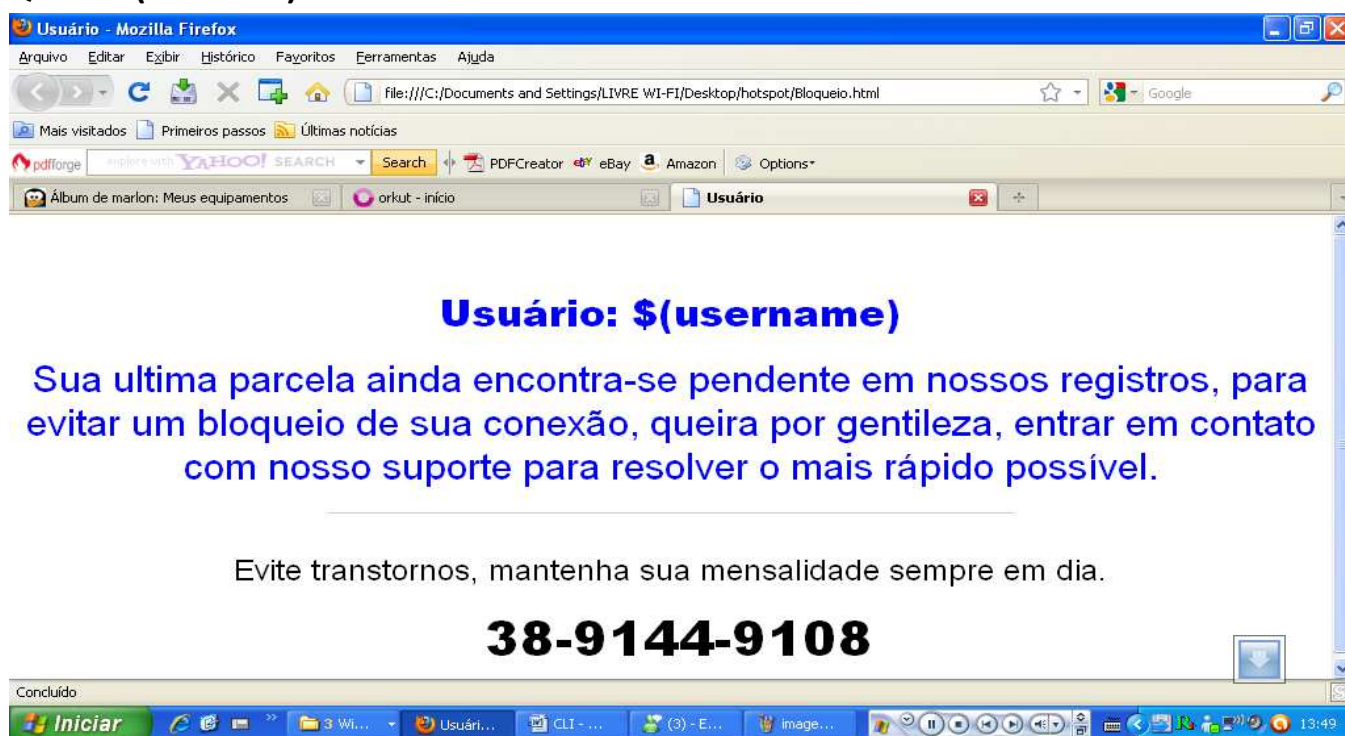 Usuário - Mozilla Firefox
Arquivo Editar Exibir Histórico Favoritos Ferramentas Ajuda
file:///C:/Documents and Settings/LIVRE WI-FI/Desktop/hotspot/Bloqueio.html Google
Mais visitados Primeiros passos Últimas notícias
pdfforge explore with YAHOO! SEARCH Search PDFCreator eBay Amazon Options
Álbum de marlon: Meus equipamentos orkut - início Usuário
Usuário: $(username)
Sua ultima parcela ainda encontra-se pendente em nossos registros, para
evitar um bloqueio de sua conexão, queira por gentileza, entrar em contato
com nosso suporte para resolver o mais rápido possível.
Evite transtornos, mantenha sua mensalidade sempre em dia.
38-9144-9108
Concluído
Iniciar 3 Wi... Usuári... CLI - ... (3) - E... image... 13:49